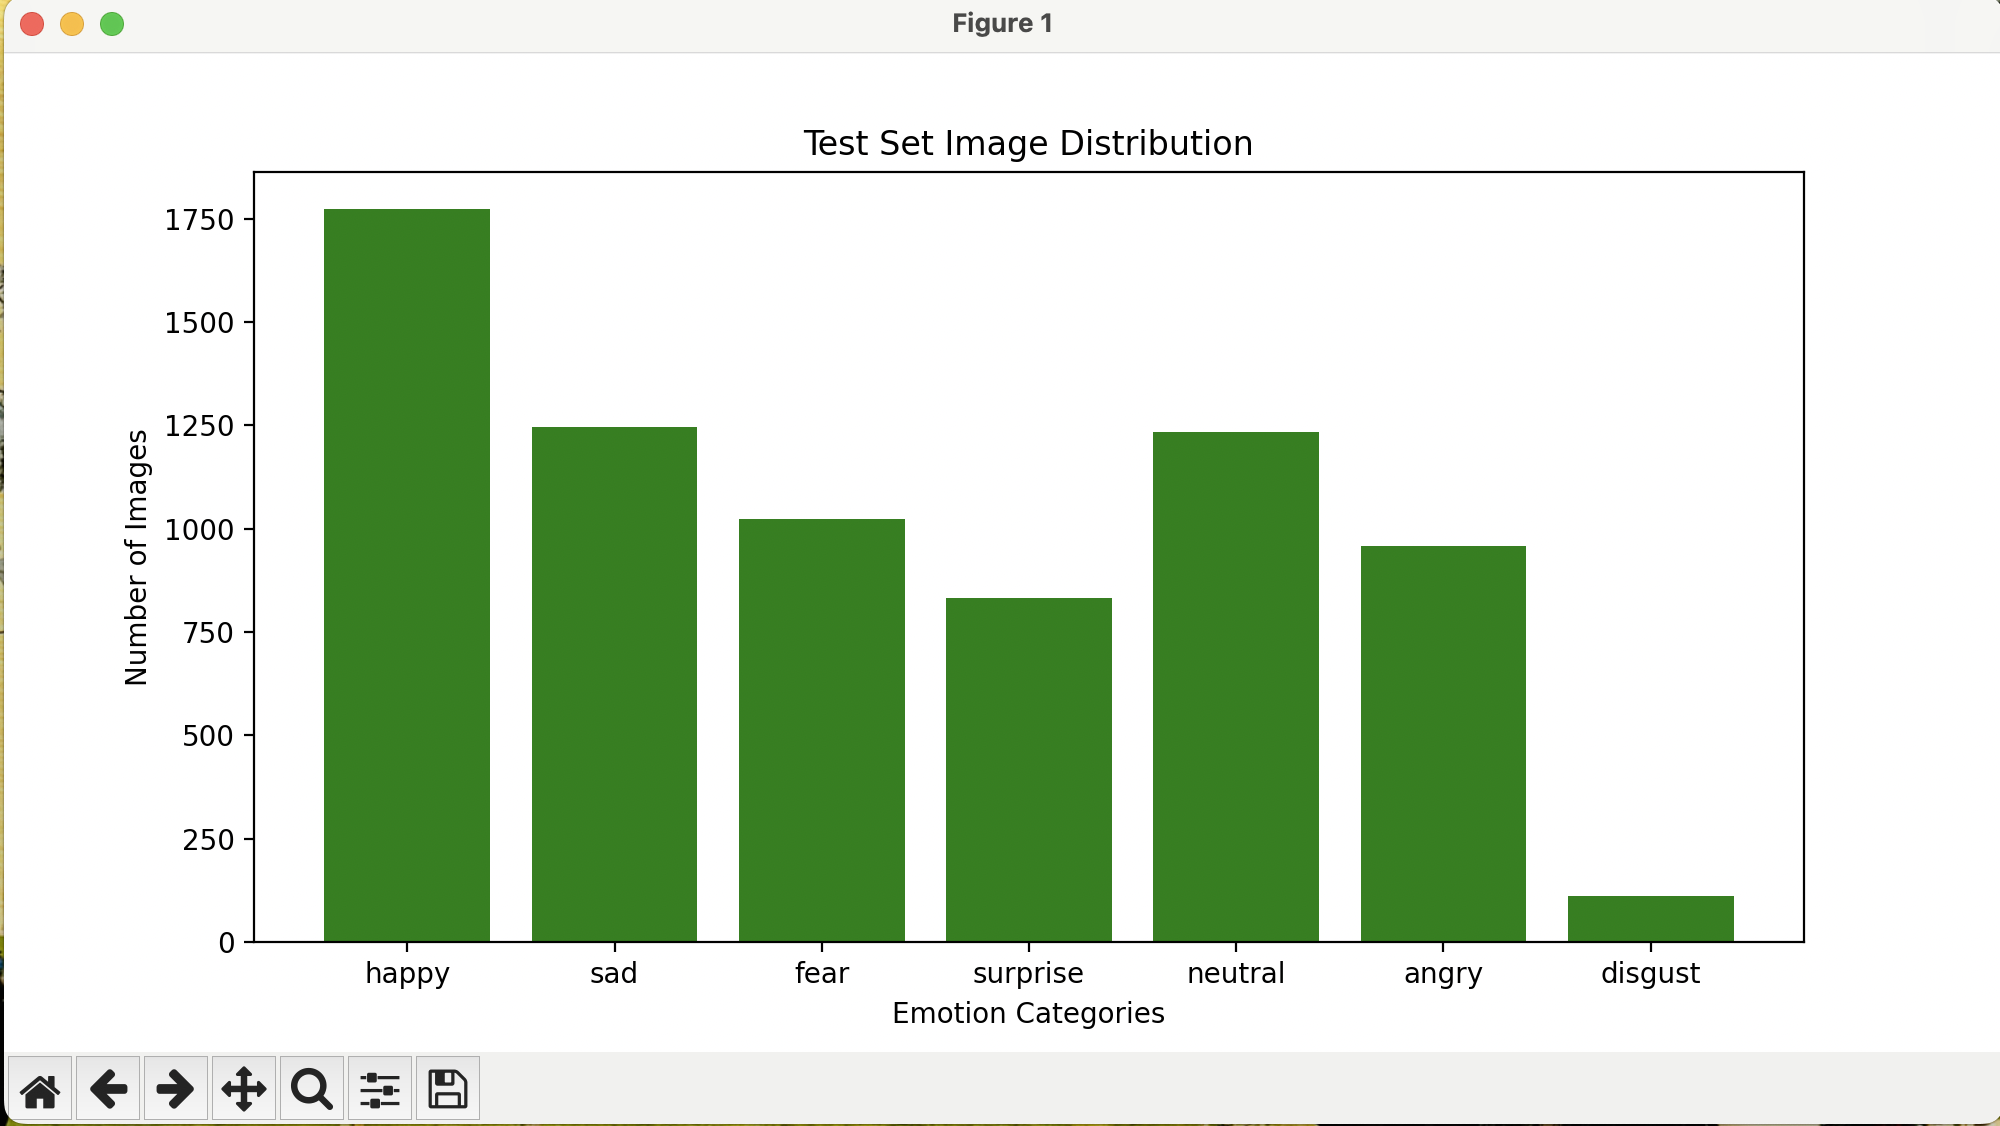 Figure 1
Test Set Image Distribution
Number of Images
1750
1500
1250
1000
750
500
250
0
happy sad fear surprise neutral angry disgust
Emotion Categories